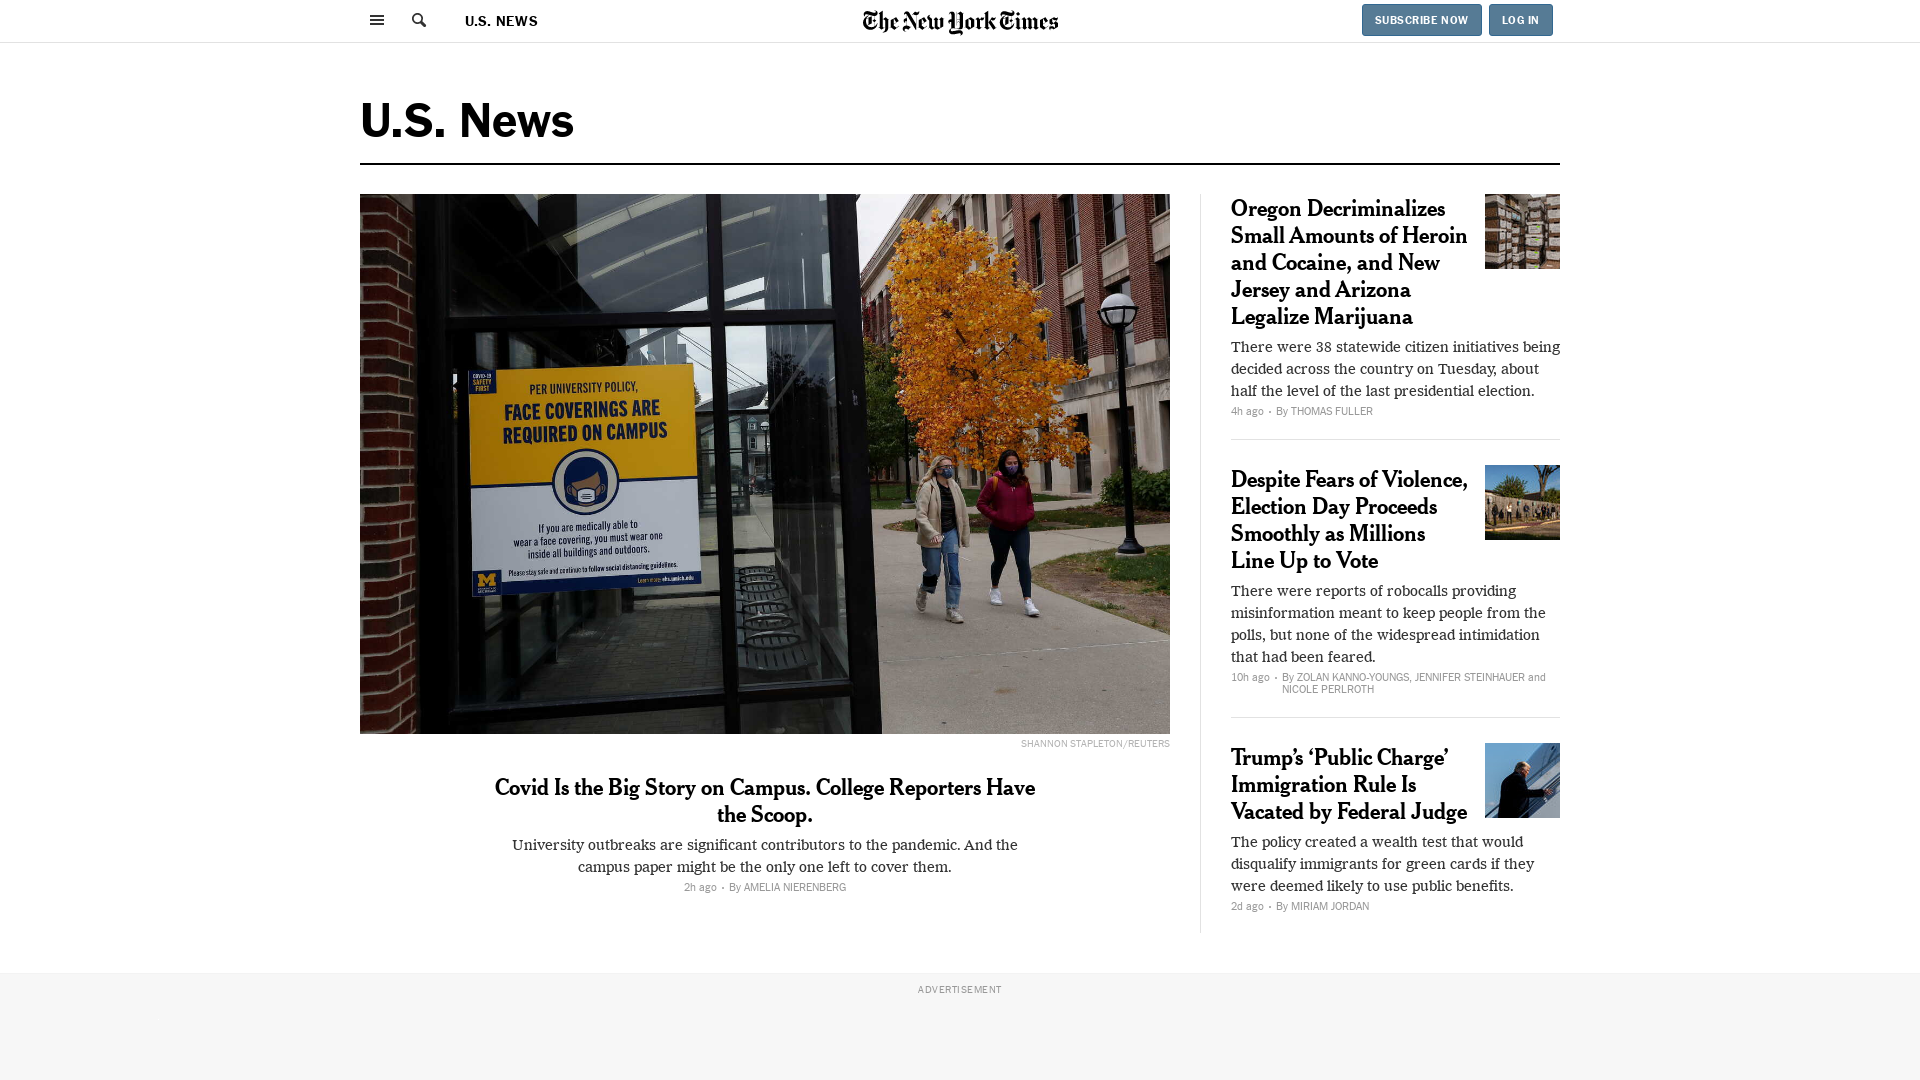 U.S. NEWS
The New York Times
SUBSCRIBE NOW
LOG IN
U.S. News
COVID-19
SAFETY
FIRST
PER UNIVERSITY POLICY,
FACE COVERINGS ARE
REQUIRED ON CAMPUS
If you are medically able to
wear a face covering, you must wear one
inside all buildings and outdoors.
Please stay safe and continue to follow social distancing guidelines.
Learn more: ehs.umich.edu
M
SHANNON STAPLETON/REUTERS
Covid Is the Big Story on Campus. College Reporters Have
the Scoop.
University outbreaks are significant contributors to the pandemic. And the
campus paper might be the only one left to cover them.
2h ago • By AMELIA NIERENBERG
Oregon Decriminalizes
Small Amounts of Heroin
and Cocaine, and New
Jersey and Arizona
Legalize Marijuana
There were 38 statewide citizen initiatives being
decided across the country on Tuesday, about
half the level of the last presidential election.
4h ago • By THOMAS FULLER
Despite Fears of Violence,
Election Day Proceeds
Smoothly as Millions
Line Up to Vote
There were reports of robocalls providing
misinformation meant to keep people from the
polls, but none of the widespread intimidation
that had been feared.
10h ago • By ZOLAN KANNO-YOUNGS, JENNIFER STEINHAUER and
NICOLE PERLROTH
Trump’s ‘Public Charge’
Immigration Rule Is
Vacated by Federal Judge
The policy created a wealth test that would
disqualify immigrants for green cards if they
were deemed likely to use public benefits.
2d ago • By MIRIAM JORDAN
ADVERTISEMENT